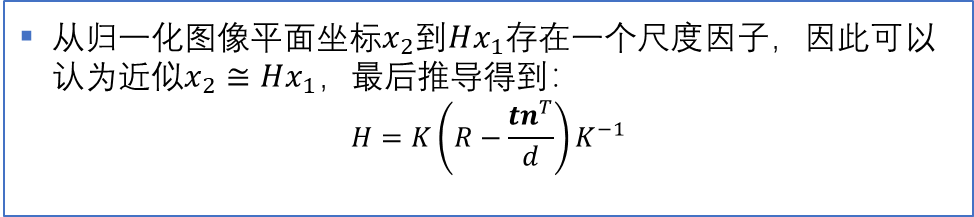 ▪ 从归一化图像平面坐标𝑥₂到𝐻𝑥₁存在一个尺度因子，因此可以
认为近似𝑥₂ ≅ 𝐻𝑥₁，最后推导得到：
𝐻 = 𝐾(𝑅 − 𝒕𝒏ᵀ/𝑑)𝐾⁻¹